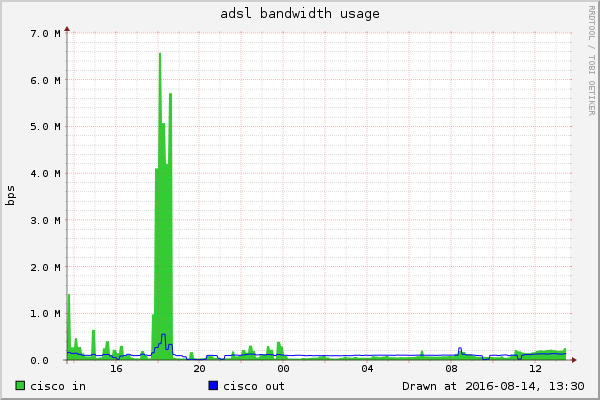 adsl bandwidth usage
RRDTOOL / TOBI OETIKER
7.0 M
6.0 M
5.0 M
4.0 M
3.0 M
2.0 M
1.0 M
0.0
bps
16 20 00 04 08 12
cisco in cisco out Drawn at 2016-08-14, 13:30